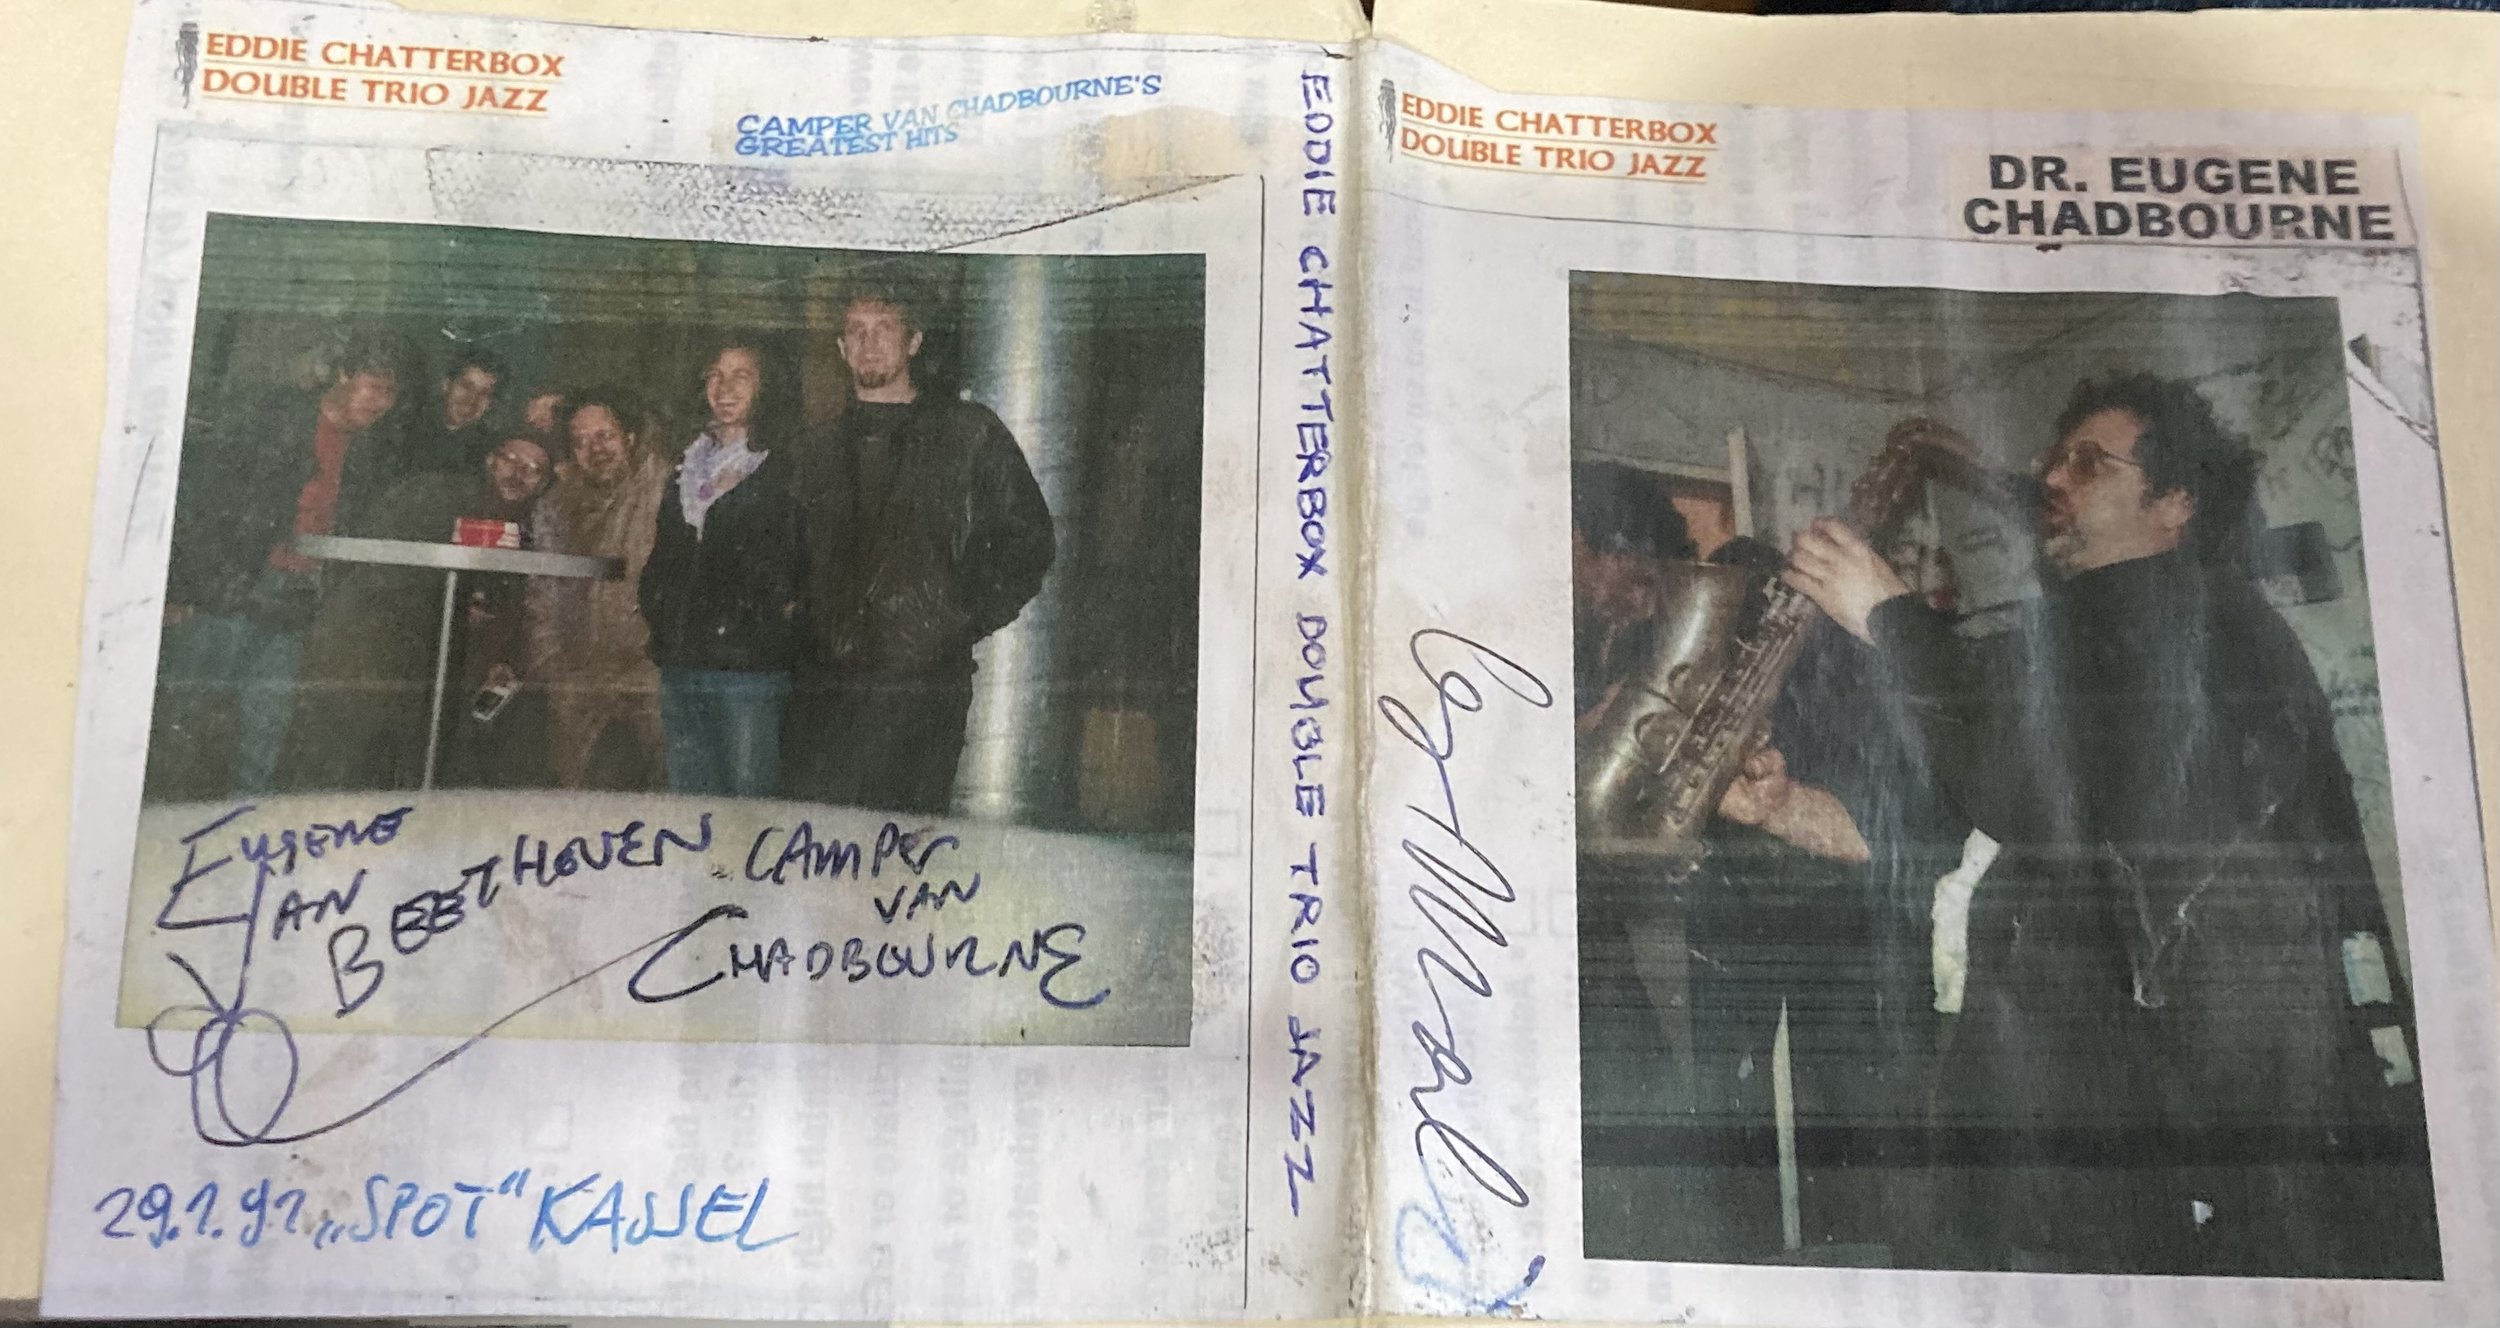 EDDIE CHATTERBOX
DOUBLE TRIO JAZZ
CAMPER VAN CHADBOURNE'S
GREATEST HITS
EUGENE
VAN
BEETHOVEN CAMPER
VAN
CHADBOURNE
29.1.91 „SPOT“ KASSEL
EDDIE CHATTERBOX DOUBLE TRIO JAZZ
EDDIE CHATTERBOX
DOUBLE TRIO JAZZ
DR. EUGENE
CHADBOURNE